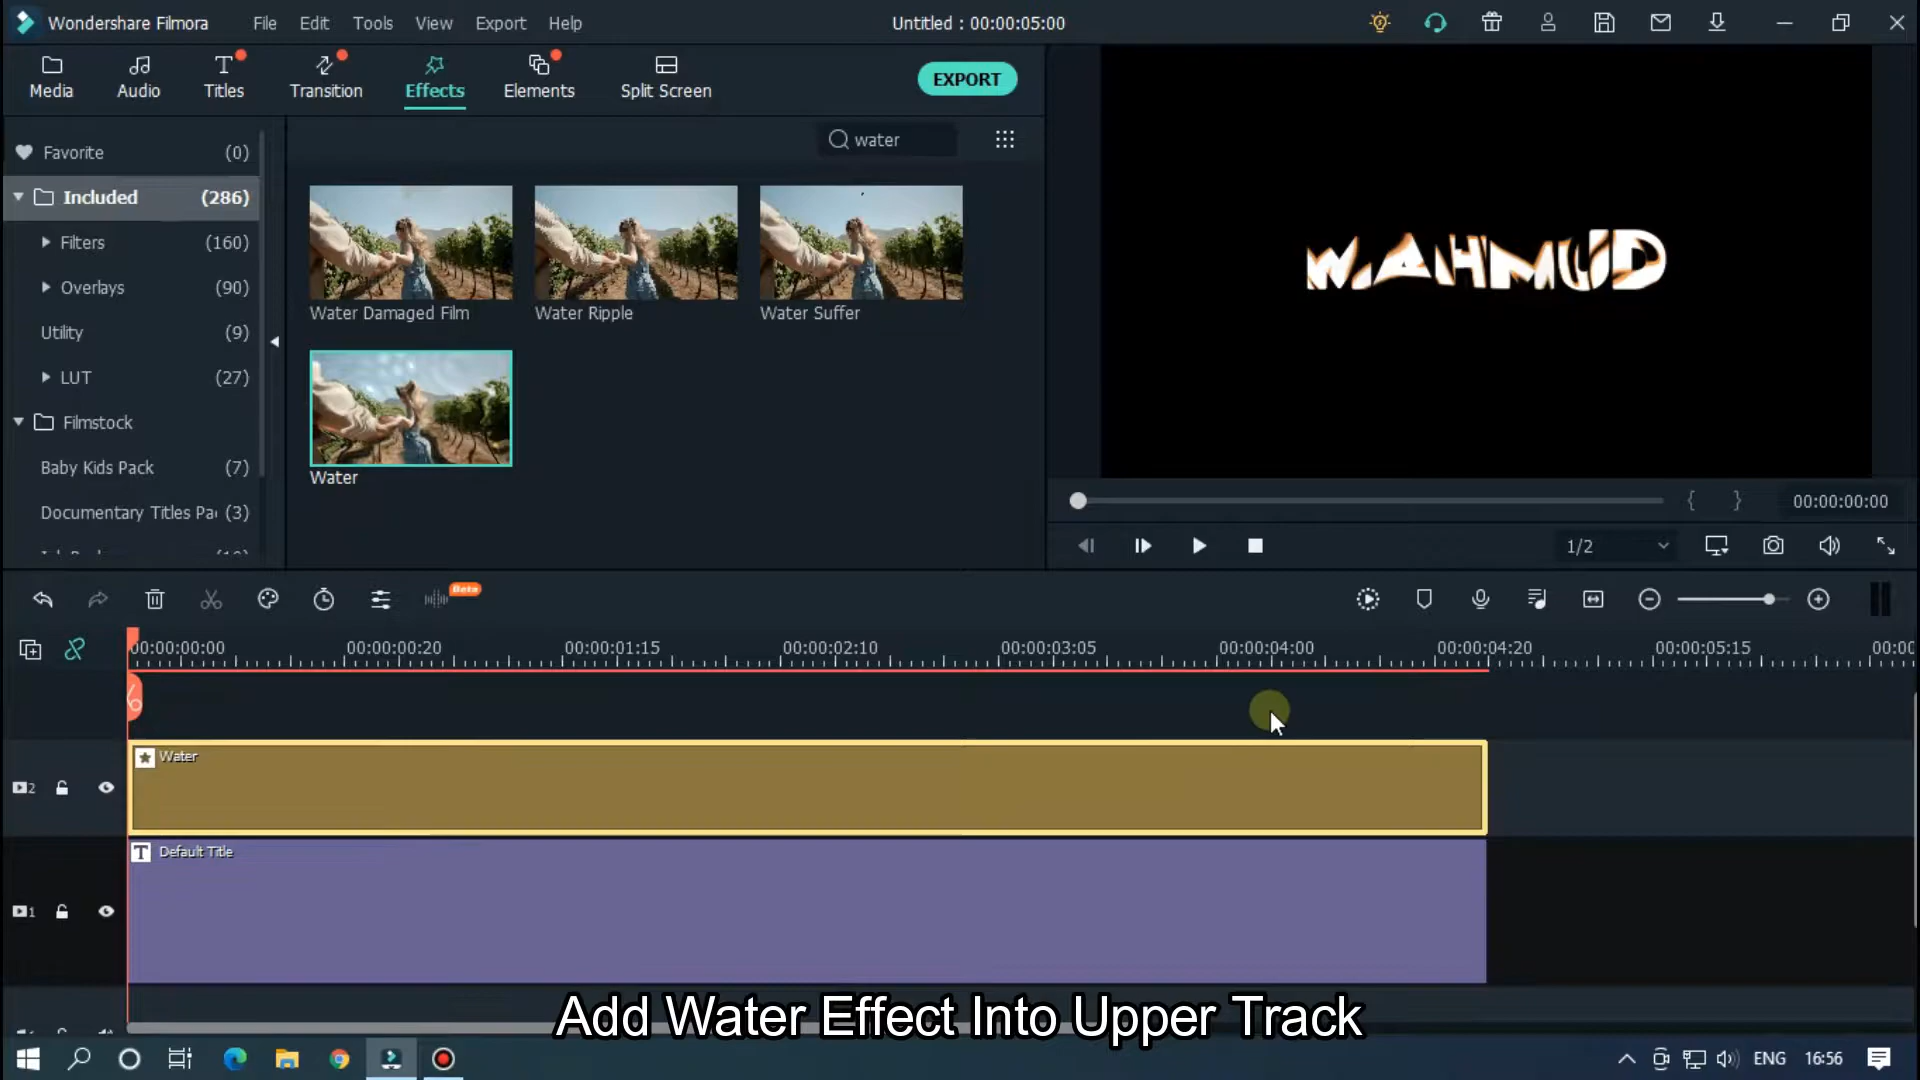 Wondershare Filmora
File Edit Tools View Export Help
Untitled : 00:00:05:00
Media Audio Titles Transition Effects Elements Split Screen
EXPORT
Favorite (0)
Included (286)
Filters (160)
Overlays (90)
Utility (9)
LUT (27)
Filmstock
Baby Kids Pack (7)
Documentary Titles Pa (3)
water
Water Damaged Film Water Ripple Water Suffer
Water
WAHMUD
00:00:00:00
1/2
Beta
00:00:00:00 00:00:00:20 00:00:01:15 00:00:02:10 00:00:03:05 00:00:04:00 00:00:04:20 00:00:05:15
2
Water
1
T Default Title
Add Water Effect Into Upper Track
ENG 16:56